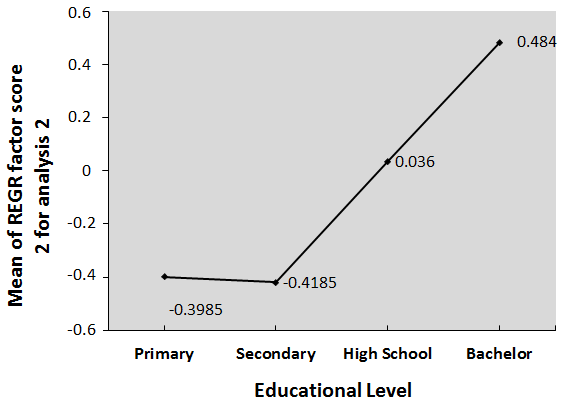 Mean of REGR factor score
2 for analysis 2
0.6
0.4
0.2
0
-0.2
-0.4
-0.6
0.484
0.036
-0.4185
-0.3985
Primary Secondary High School Bachelor
Educational Level